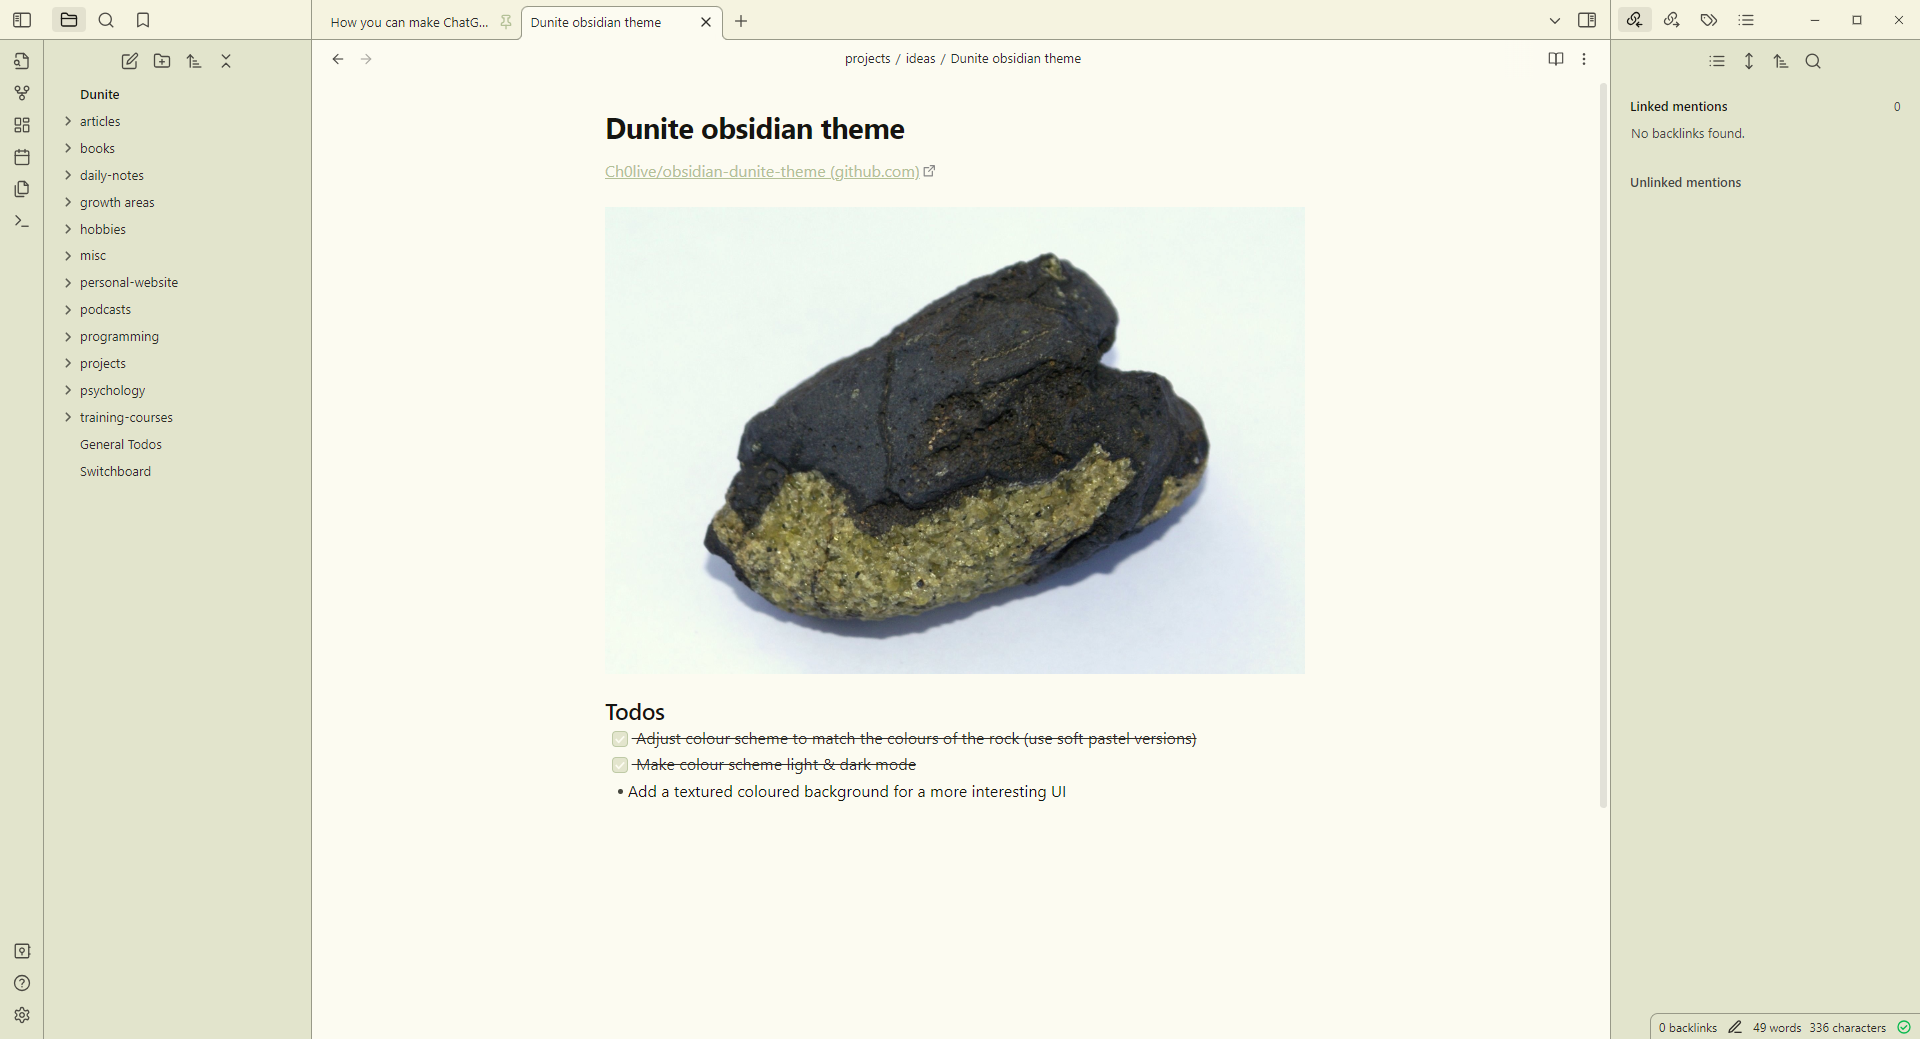 How you can make ChatG...
Dunite obsidian theme
projects / ideas / Dunite obsidian theme
Dunite
articles
books
daily-notes
growth areas
hobbies
misc
personal-website
podcasts
programming
projects
psychology
training-courses
General Todos
Switchboard
Dunite obsidian theme
Ch0live/obsidian-dunite-theme (github.com)
Todos
Adjust colour scheme to match the colours of the rock (use soft pastel versions)
Make colour scheme light & dark mode
• Add a textured coloured background for a more interesting UI
Linked mentions 0
No backlinks found.
Unlinked mentions
0 backlinks 49 words 336 characters